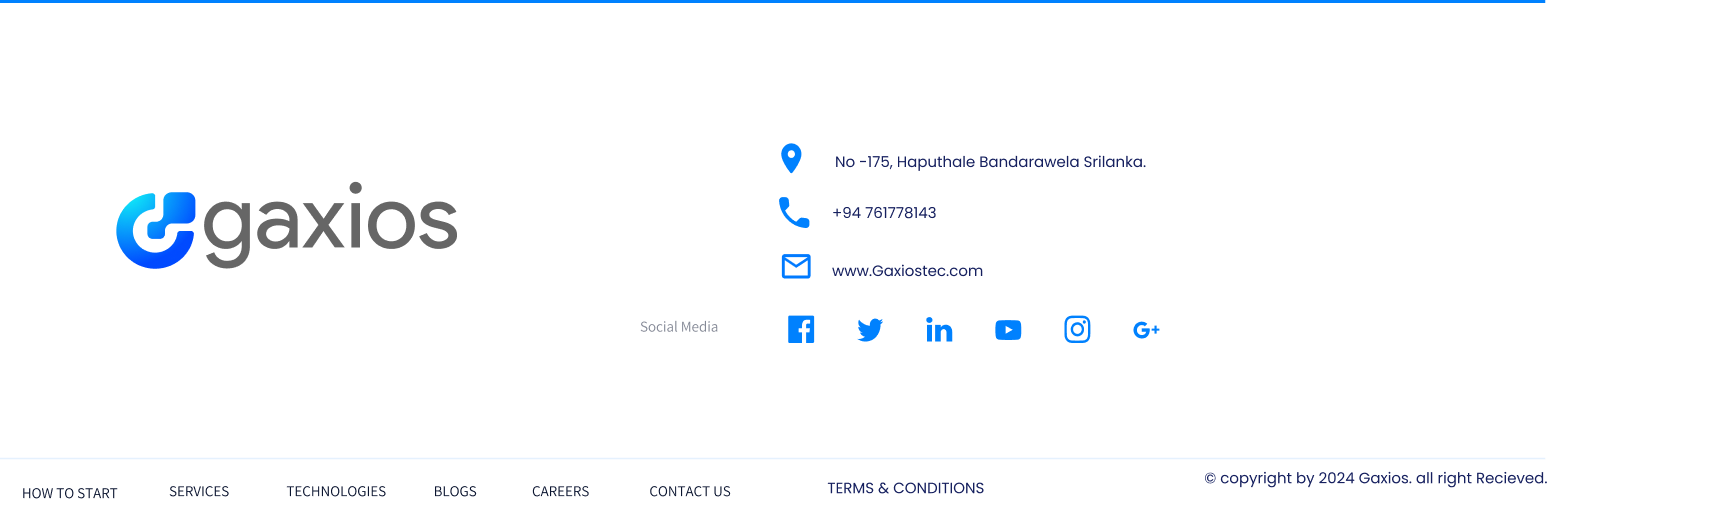 gaxios
No -175, Haputhale Bandarawela Srilanka.
+94 761778143
www.Gaxiostec.com
Social Media
HOW TO START SERVICES TECHNOLOGIES BLOGS CAREERS CONTACT US TERMS & CONDITIONS © copyright by 2024 Gaxios. all right Recieved.